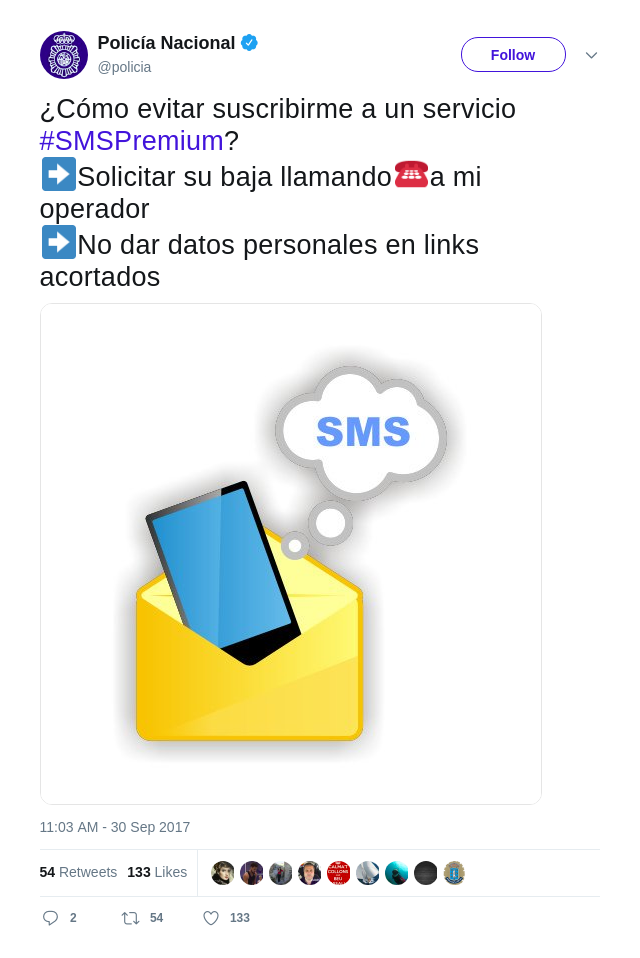 Policía Nacional
@policia
Follow
¿Cómo evitar suscribirme a un servicio
#SMSPremium?
➡️Solicitar su baja llamando☎️a mi
operador
➡️No dar datos personales en links
acortados
SMS
11:03 AM - 30 Sep 2017
54 Retweets 133 Likes
2 54 133